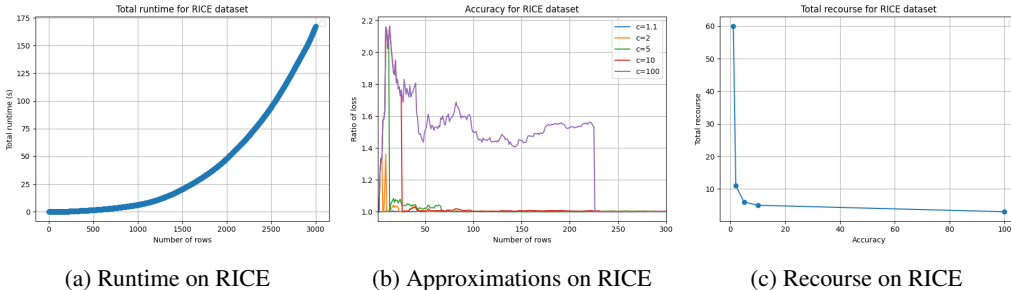 Total runtime for RICE dataset
Total runtime (s)
175
150
125
100
75
50
25
0
0 500 1000 1500 2000 2500 3000
Number of rows
(a) Runtime on RICE
Accuracy for RICE dataset
Ratio of loss
2.2
2.0
1.8
1.6
1.4
1.2
1.0
50 100 150 200 250 300
Number of rows
c=1.1
c=2
c=5
c=10
c=100
(b) Approximations on RICE
Total recourse for RICE dataset
Total recourse
60
50
40
30
20
10
0 20 40 60 80 100
Accuracy
(c) Recourse on RICE